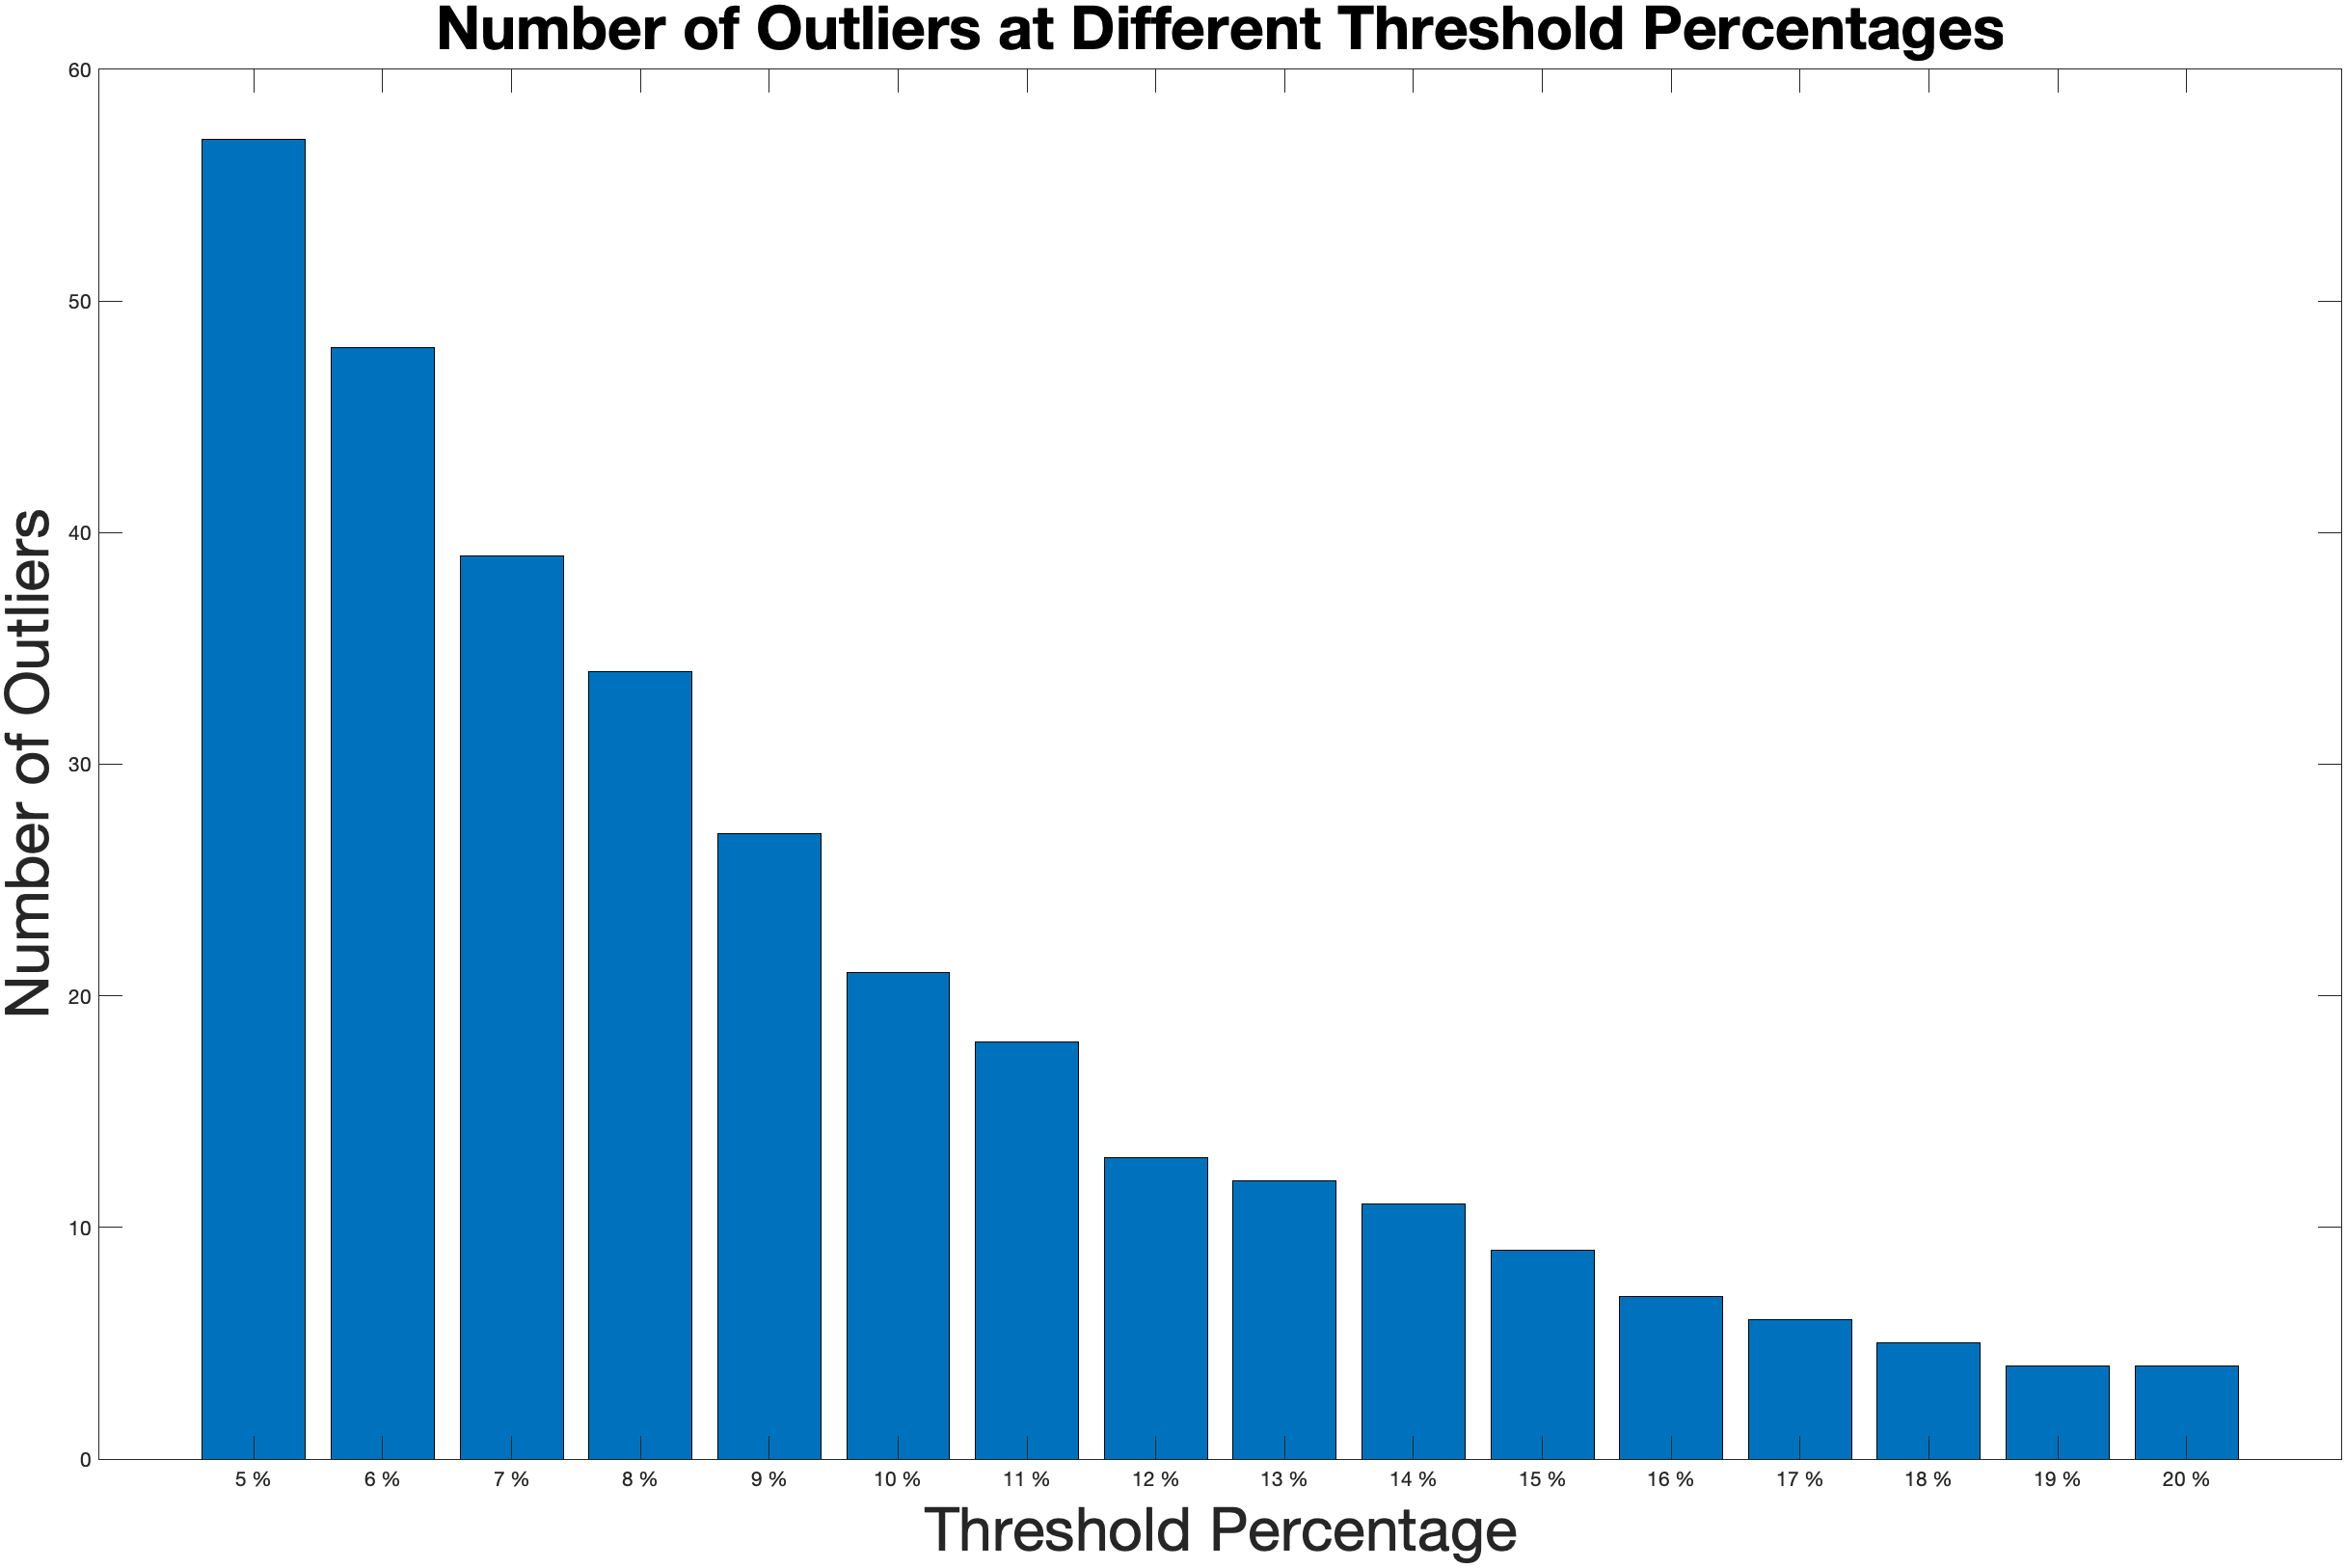 Number of Outliers at Different Threshold Percentages
Number of Outliers
60
50
40
30
20
10
0
5 % 6 % 7 % 8 % 9 % 10 % 11 % 12 % 13 % 14 % 15 % 16 % 17 % 18 % 19 % 20 %
Threshold Percentage